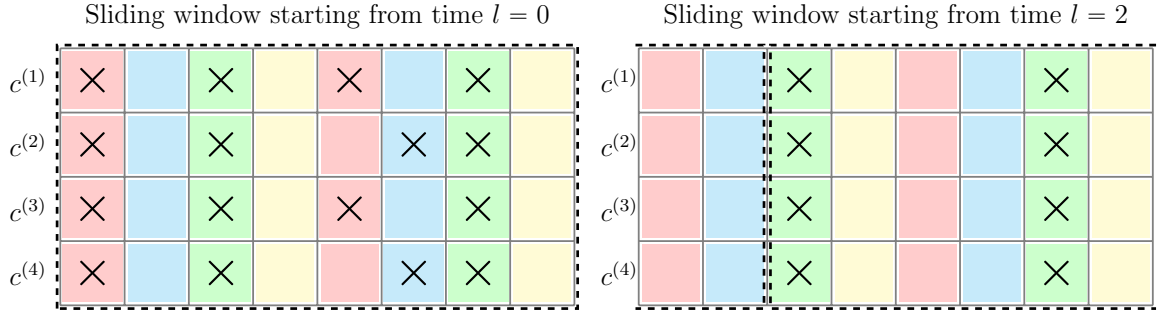 Sliding window starting from time l = 0
Sliding window starting from time l = 2
c^{(1)}
c^{(2)}
c^{(3)}
c^{(4)}
c^{(1)}
c^{(2)}
c^{(3)}
c^{(4)}